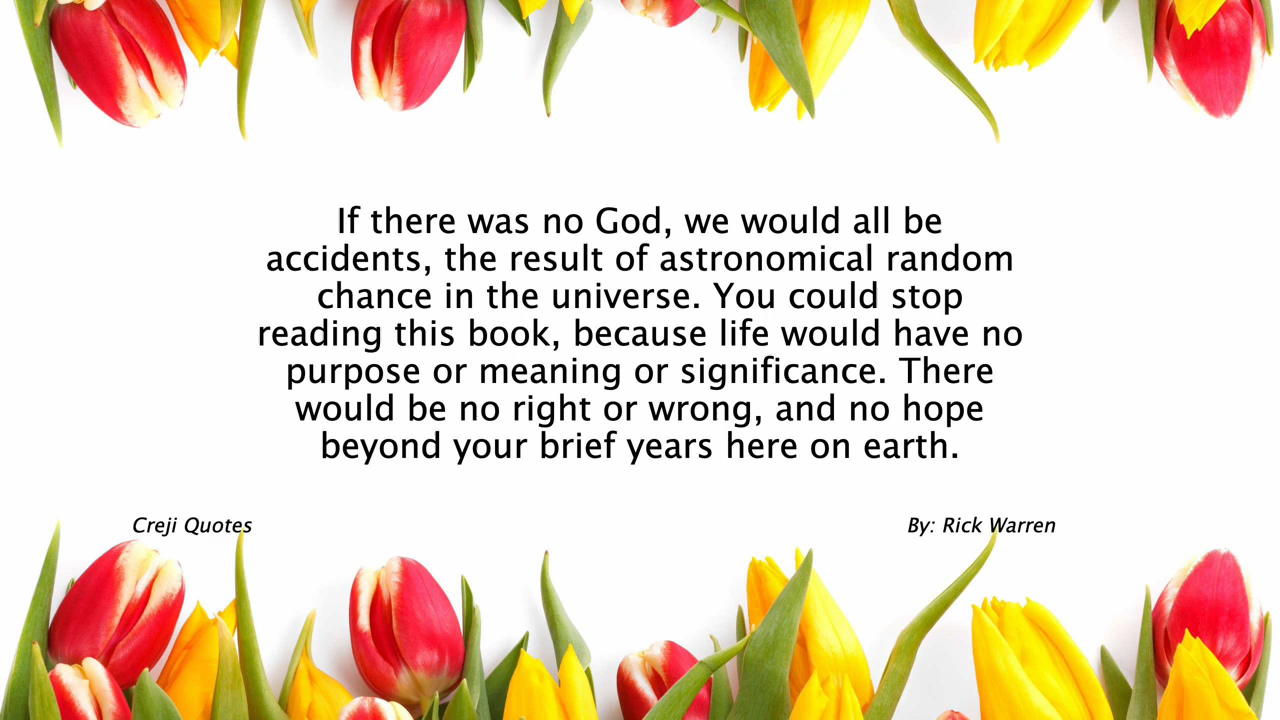 If there was no God, we would all be
accidents, the result of astronomical random
chance in the universe. You could stop
reading this book, because life would have no
purpose or meaning or significance. There
would be no right or wrong, and no hope
beyond your brief years here on earth.
Creji Quotes
By: Rick Warren